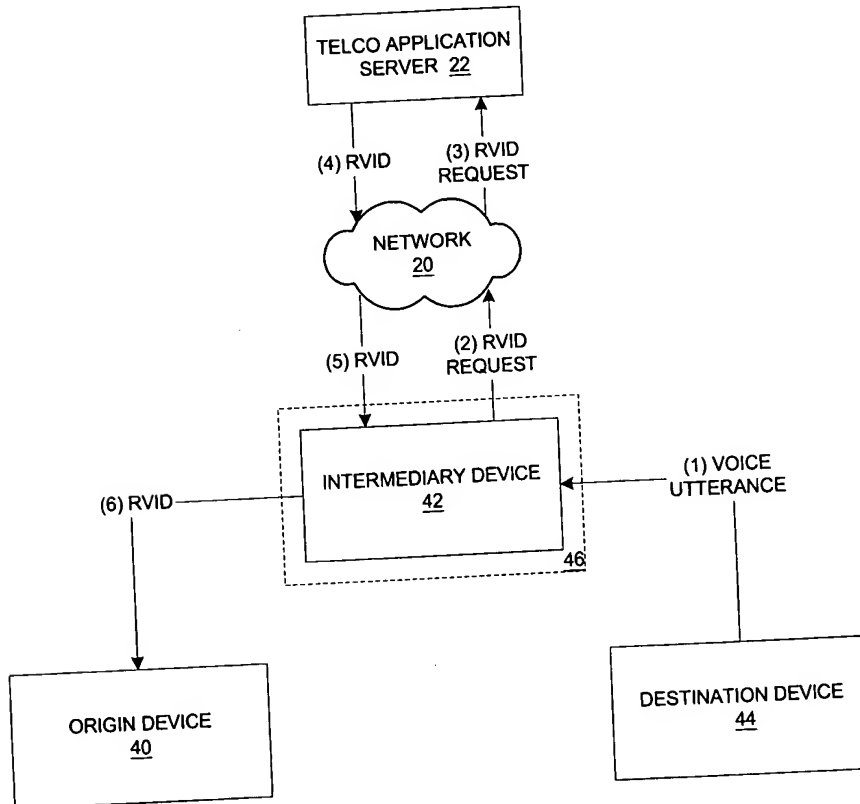 TELCO APPLICATION
SERVER 22
(4) RVID
(3) RVID
REQUEST
NETWORK
20
(5) RVID
(2) RVID
REQUEST
INTERMEDIARY DEVICE
42
(1) VOICE
UTTERANCE
(6) RVID
46
ORIGIN DEVICE
40
DESTINATION DEVICE
44